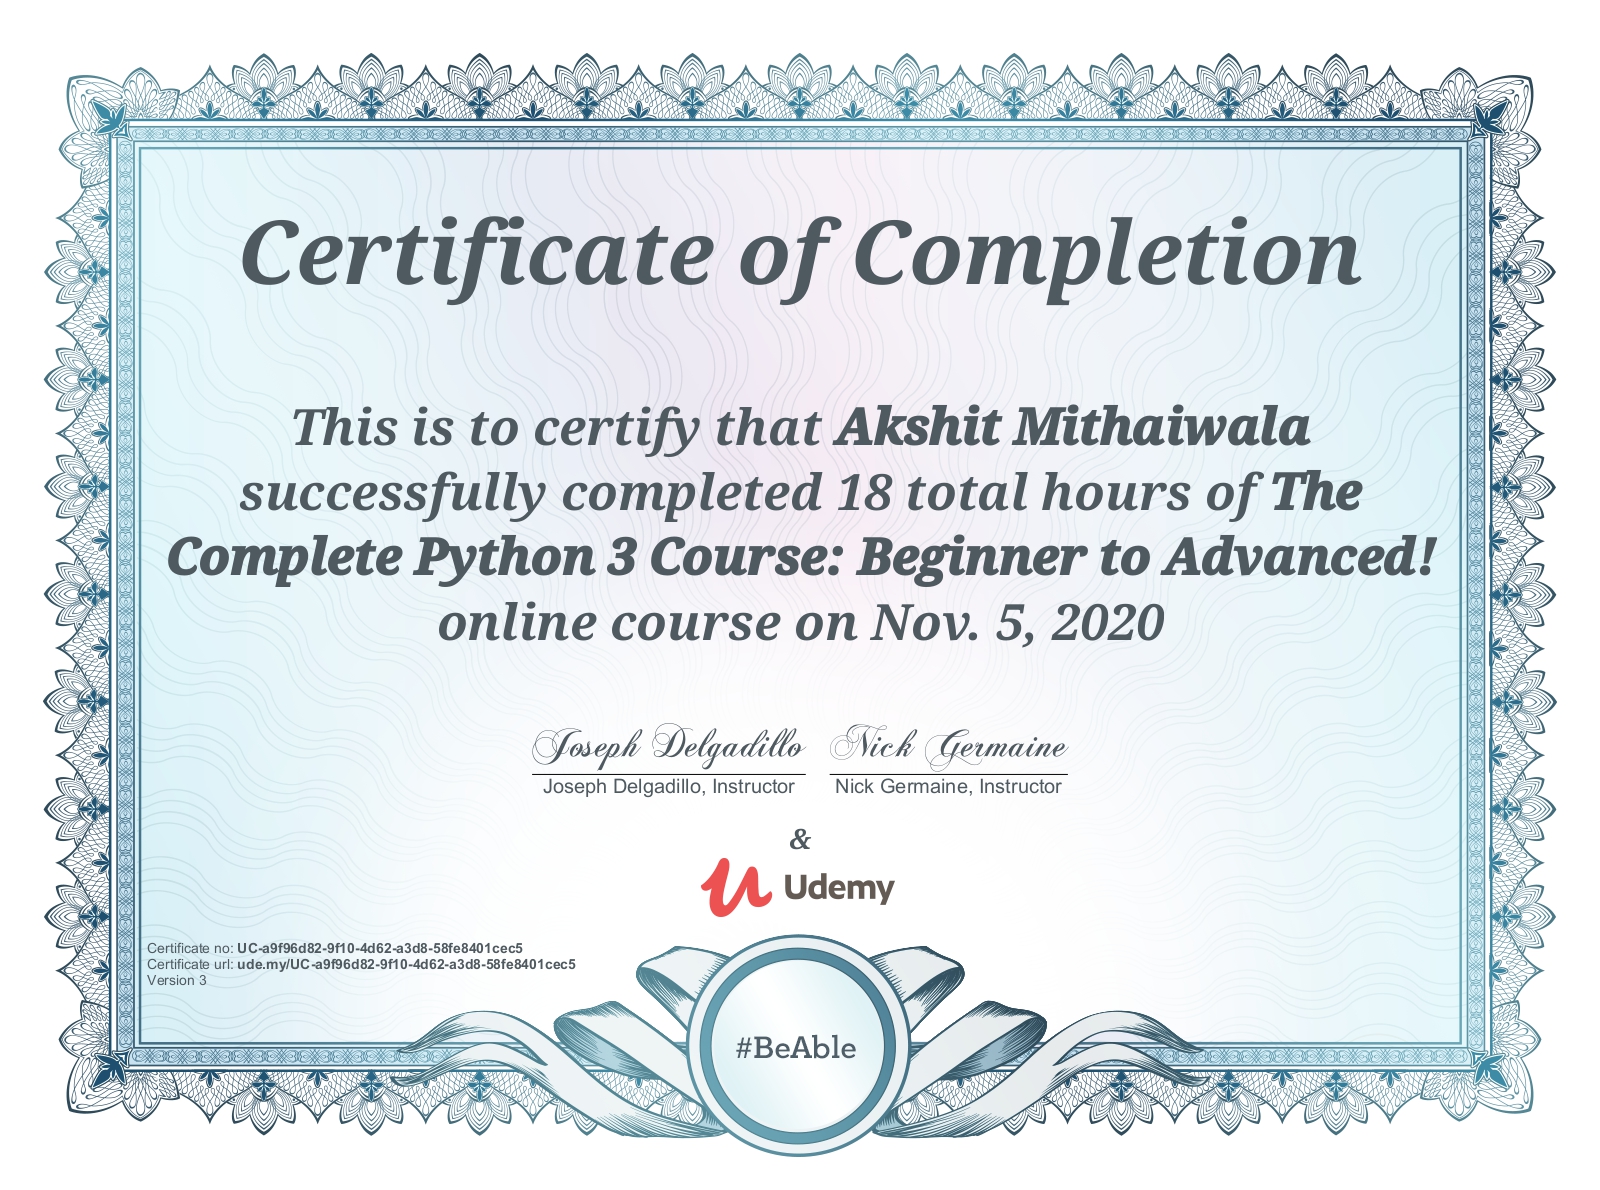 Certificate of Completion
This is to certify that Akshit Mithaiwala
successfully completed 18 total hours of The
Complete Python 3 Course: Beginner to Advanced!
online course on Nov. 5, 2020
Joseph Delgadillo Nick Germaine
Joseph Delgadillo, Instructor Nick Germaine, Instructor
&
Udemy
Certificate no: UC-a9f96d82-9f10-4d62-a3d8-58fe8401cec5
Certificate url: ude.my/UC-a9f96d82-9f10-4d62-a3d8-58fe8401cec5
Version 3
#BeAble